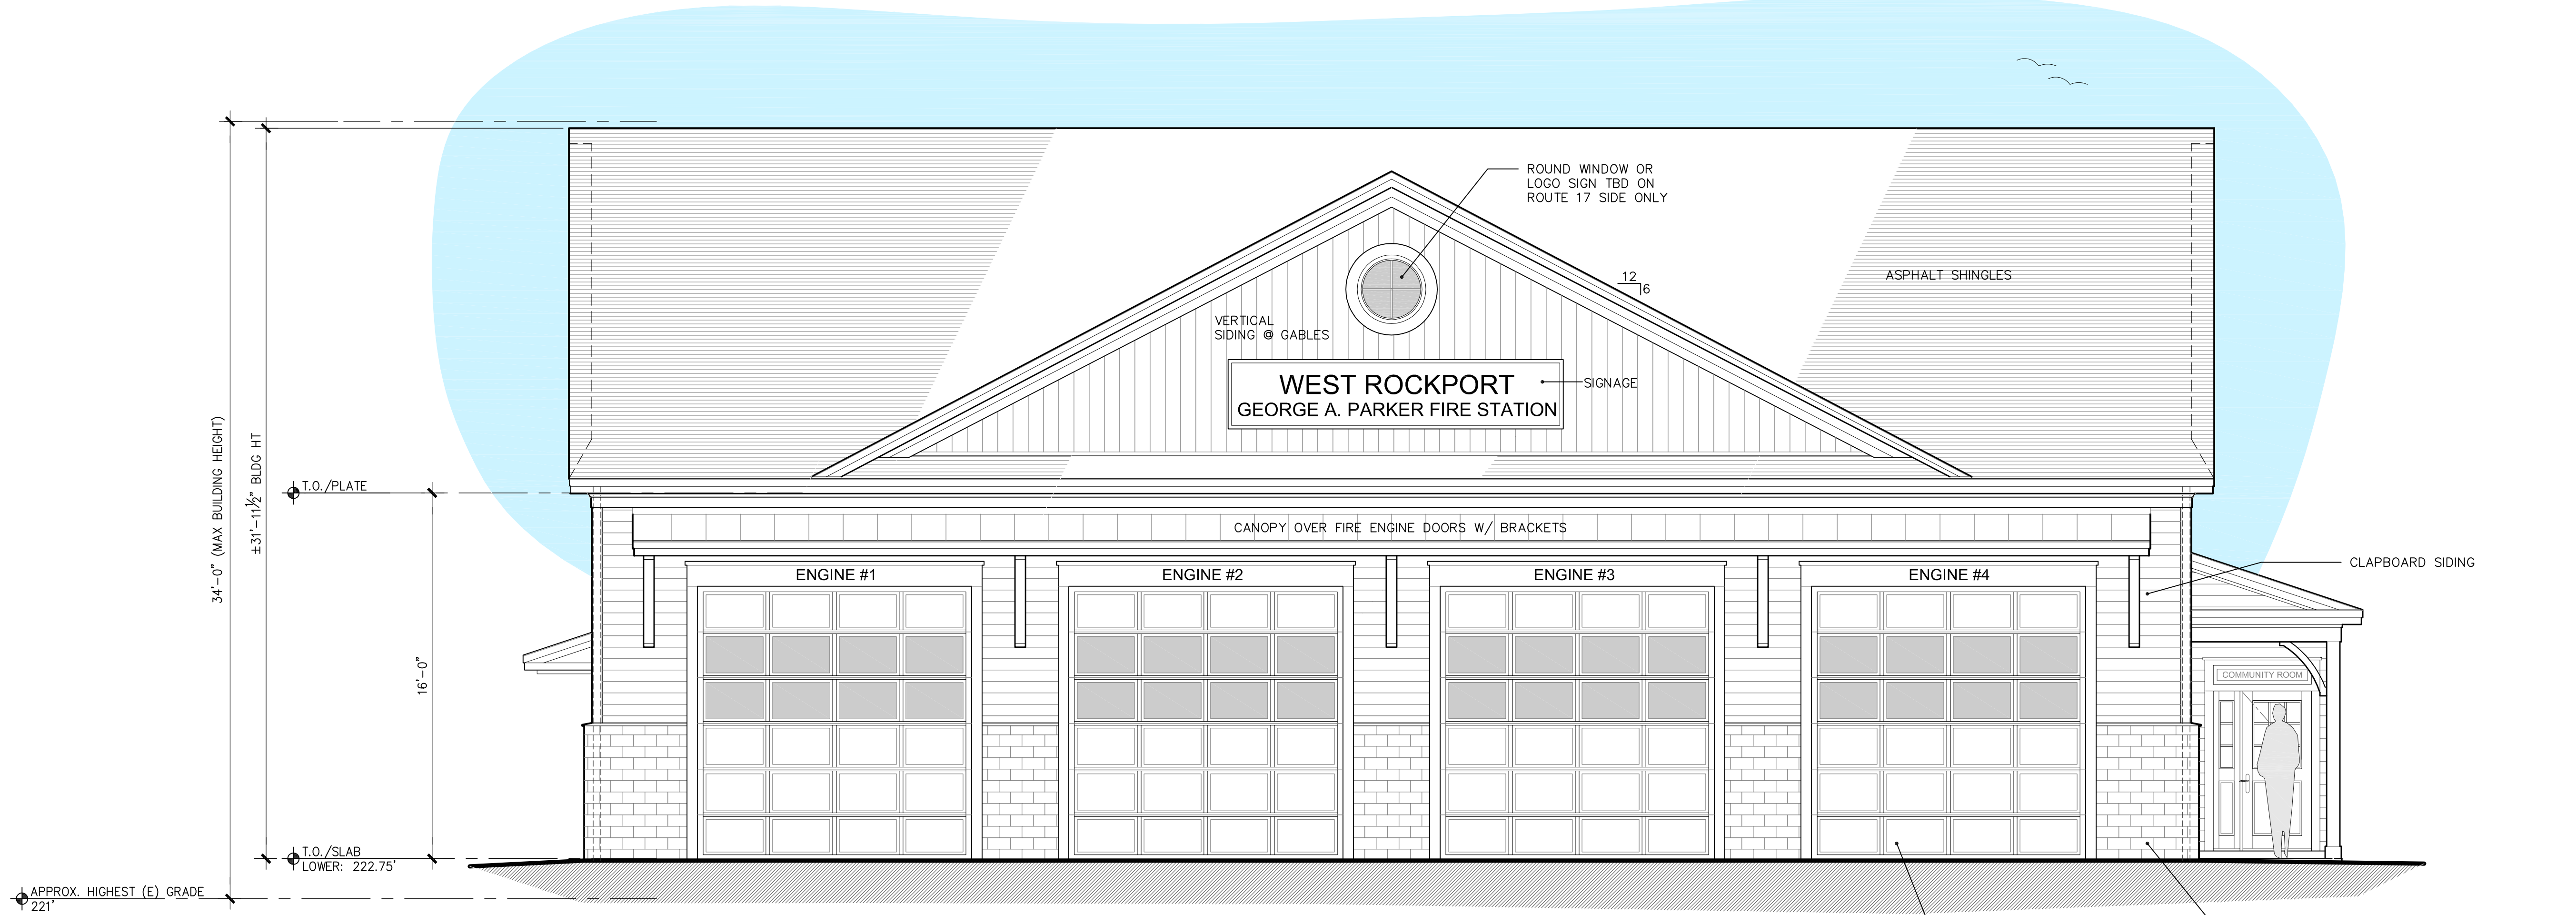 ROUND WINDOW OR
LOGO SIGN TBD ON
ROUTE 17 SIDE ONLY
12
6
ASPHALT SHINGLES
VERTICAL
SIDING @ GABLES
WEST ROCKPORT
GEORGE A. PARKER FIRE STATION
SIGNAGE
34'-0" (MAX BUILDING HEIGHT)
±31'-11½" BLDG HT
T.O./PLATE
16'-0"
CANOPY OVER FIRE ENGINE DOORS W/ BRACKETS
CLAPBOARD SIDING
ENGINE #1
ENGINE #2
ENGINE #3
ENGINE #4
COMMUNITY ROOM
T.O./SLAB
LOWER: 222.75'
APPROX. HIGHEST (E) GRADE
221'